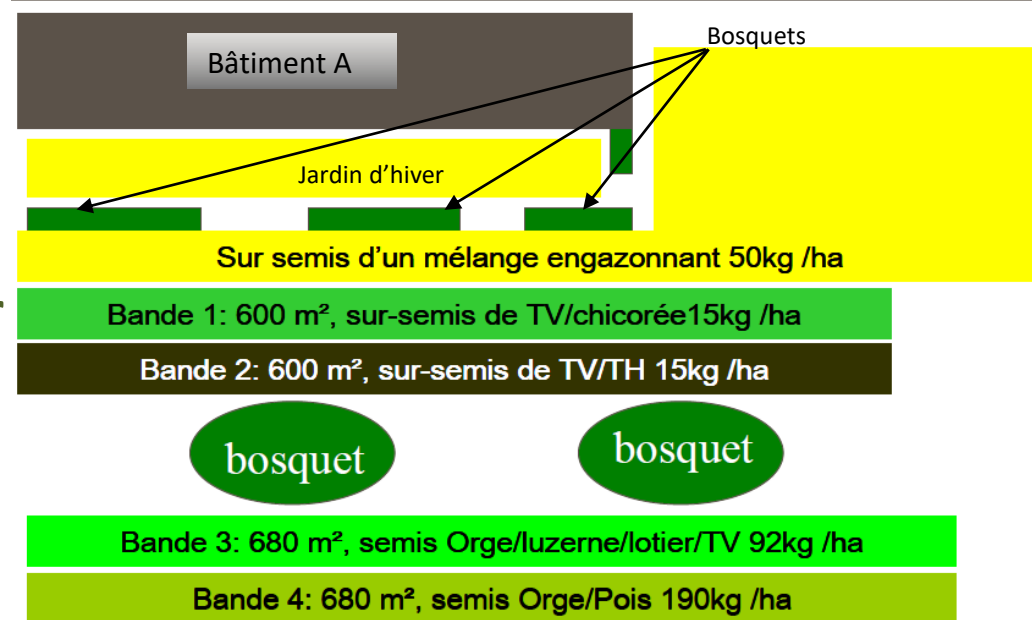 Bosquets
Bâtiment A
Jardin d’hiver
Sur semis d’un mélange engazonnant 50kg /ha
Bande 1: 600 m², sur-semis de TV/chicorée15kg /ha
Bande 2: 600 m², sur-semis de TV/TH 15kg /ha
bosquet
bosquet
Bande 3: 680 m², semis Orge/luzerne/lotier/TV 92kg /ha
Bande 4: 680 m², semis Orge/Pois 190kg /ha